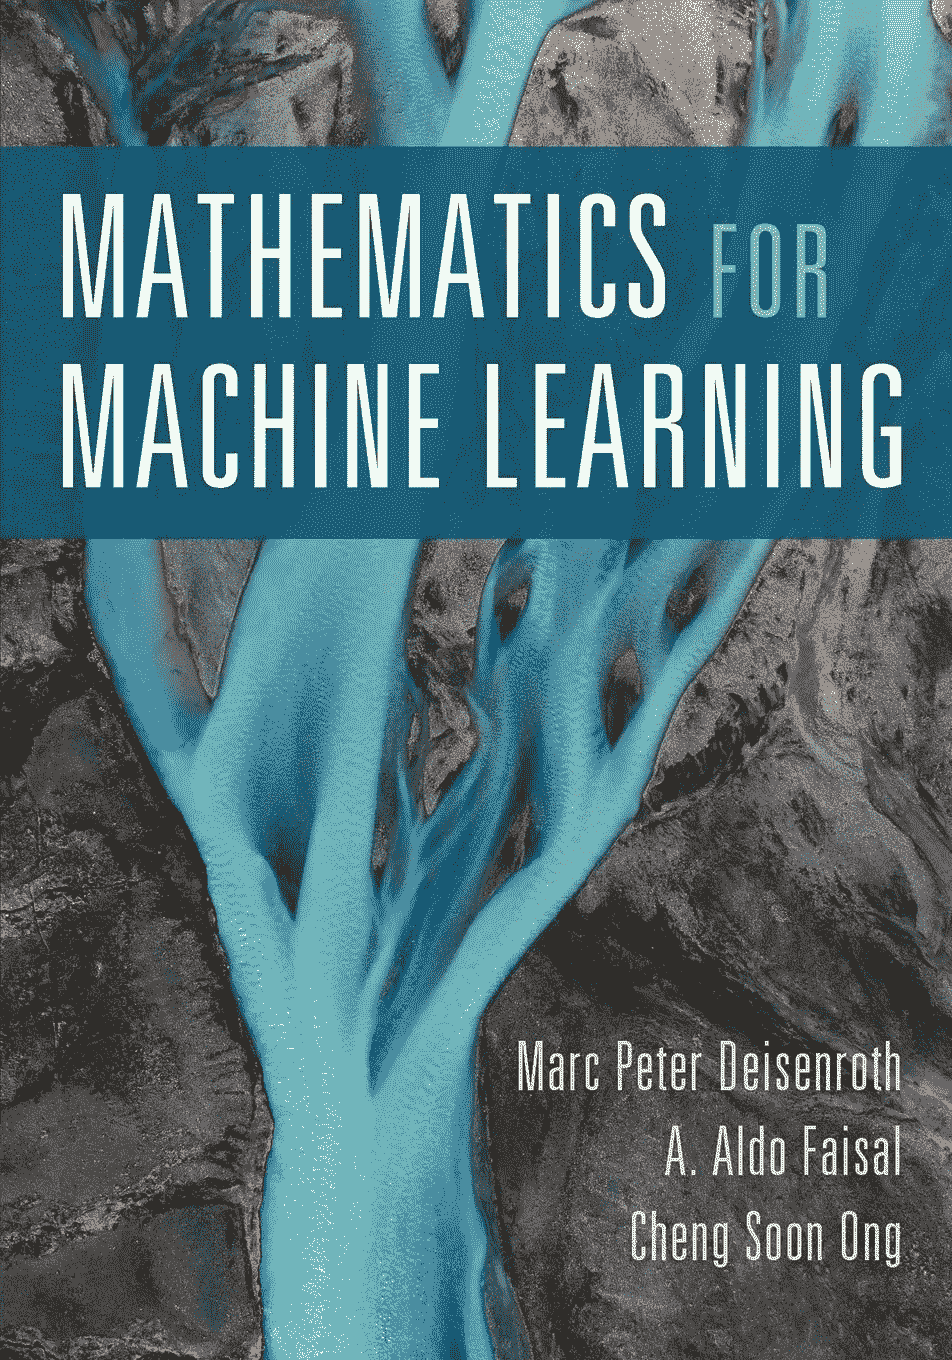 MATHEMATICS FOR
MACHINE LEARNING
Marc Peter Deisenroth
A. Aldo Faisal
Cheng Soon Ong